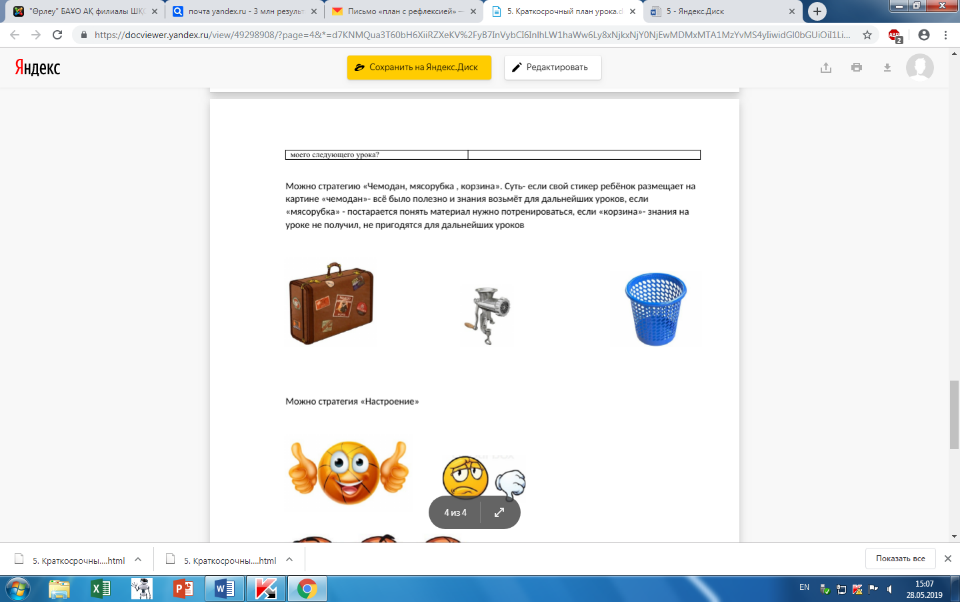 "Өрлеу" БАҰО АҚ филиалы ШҚО
почта yandex.ru - 3 млн резуль
Письмо «план с рефлексией» —
5. Краткосрочный план урока.d
5 - Яндекс.Диск
Яндекс
Сохранить на Яндекс.Диск
Редактировать
моего следующего урока?
Можно стратегию «Чемодан, мясорубка , корзина». Суть- если свой стикер ребёнок размещает на
картине «чемодан»- всё было полезно и знания возьмёт для дальнейших уроков, если
«мясорубка» - постарается понять материал нужно потренироваться, если «корзина»- знания на
уроке не получил, не пригодятся для дальнейших уроков
Можно стратегия «Настроение»
4 из 4
5. Краткосрочны....html
5. Краткосрочны....html
Показать все
EN
15:07
28.05.2019